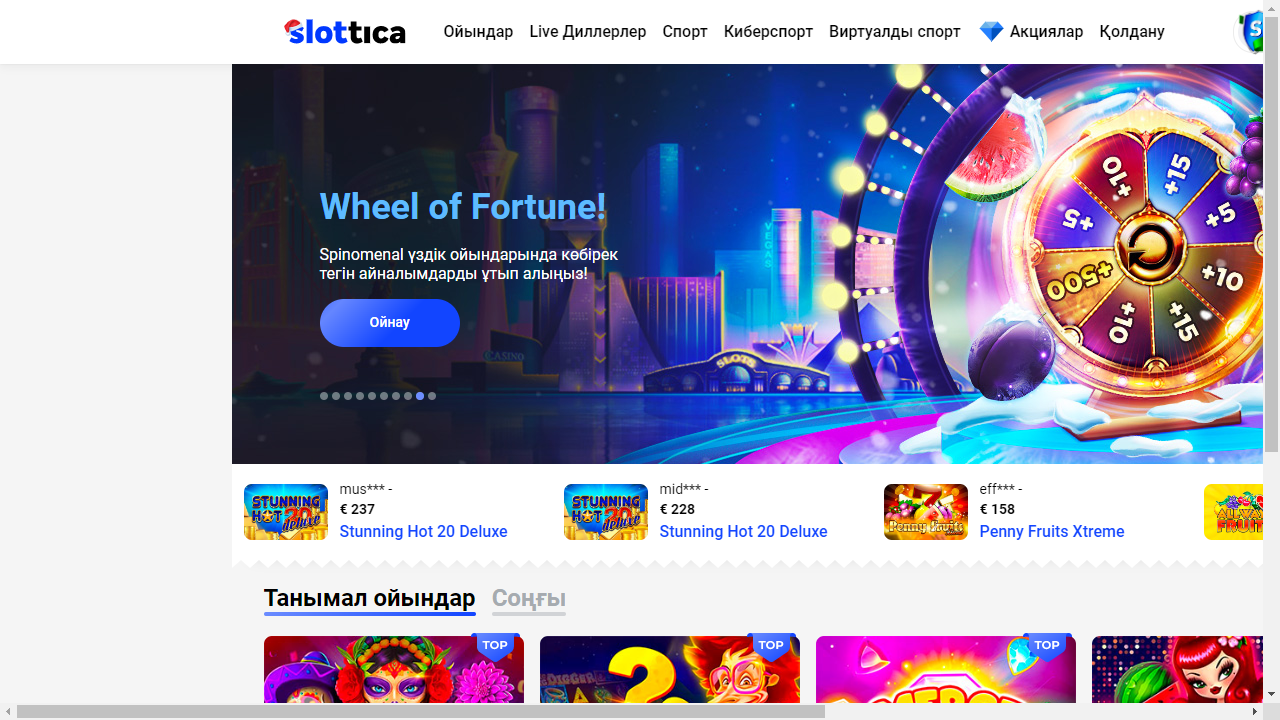 slottica
Ойындар Live Диллерлер Спорт Киберспорт Виртуалды спорт Акциялар Қолдану
Wheel of Fortune!
Spinomenal үздік ойындарында көбірек
тегін айналымдарды ұтып алыңыз!
Ойнау
VEGAS
CASINO
SLOTS
+10
+15
+5
+5
+10
+500
+10
+15
mus*** -
€ 237
Stunning Hot 20 Deluxe
mid*** -
€ 228
Stunning Hot 20 Deluxe
eff*** -
€ 158
Penny Fruits Xtreme
STUNNING
HOT 20
deluxe
STUNNING
HOT 20
deluxe
Penny Fruits
Танымал ойындар Соңғы
TOP
TOP
TOP